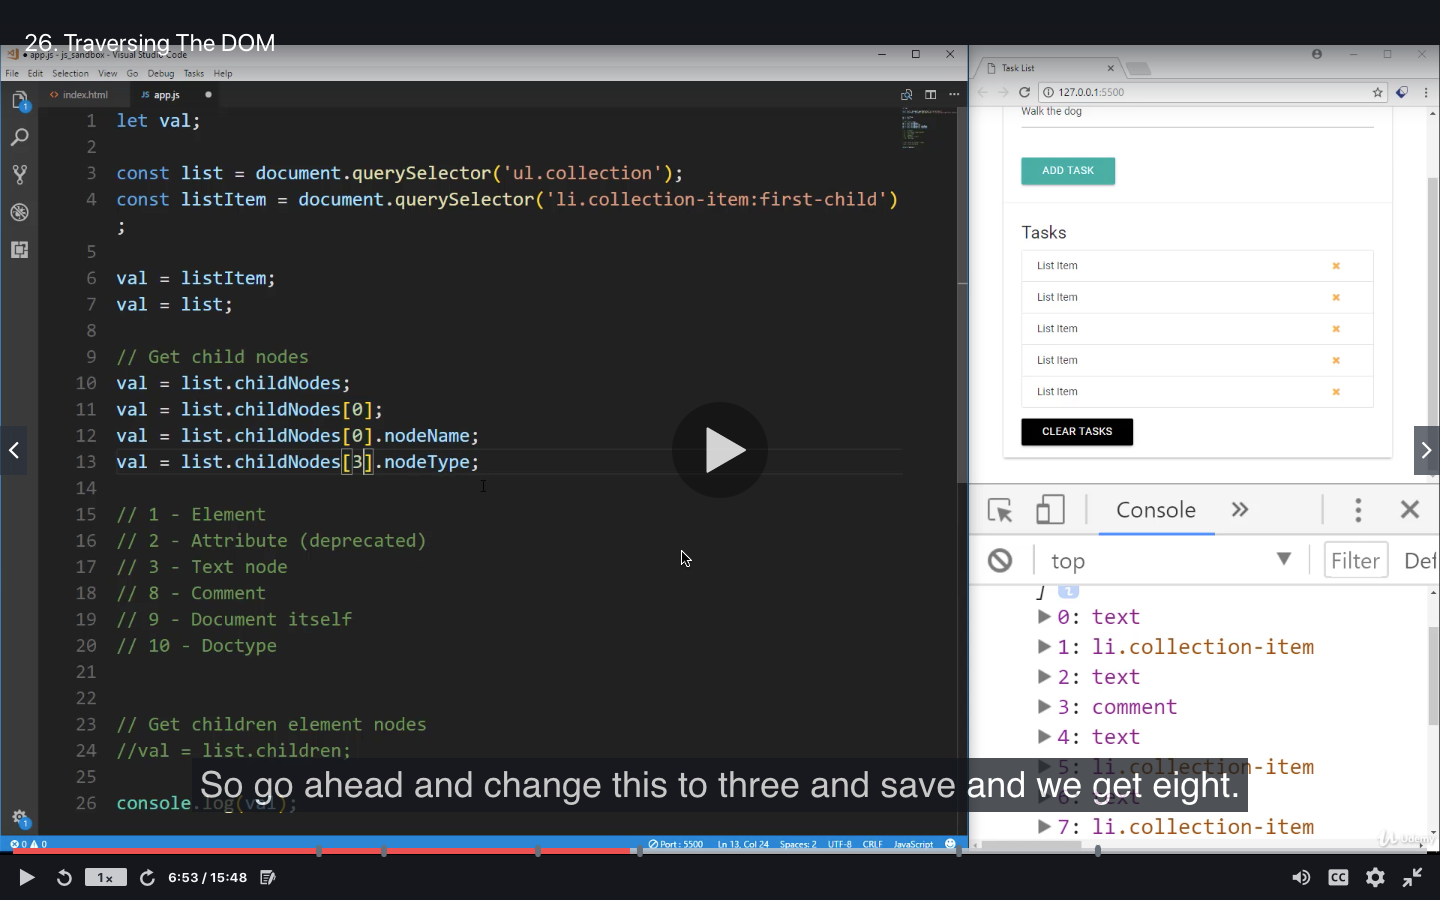 26. Traversing The DOM
● app.js - js_sandbox - Visual Studio Code
File Edit Selection View Go Debug Tasks Help
<> index.html
JS app.js ●
1 let val;
2
3 const list = document.querySelector('ul.collection');
4 const listItem = document.querySelector('li.collection-item:first-child')
;
5
6 val = listItem;
7 val = list;
8
9 // Get child nodes
10 val = list.childNodes;
11 val = list.childNodes[0];
12 val = list.childNodes[0].nodeName;
13 val = list.childNodes[3].nodeType;
14
15 // 1 - Element
16 // 2 - Attribute (deprecated)
17 // 3 - Text node
18 // 8 - Comment
19 // 9 - Document itself
20 // 10 - Doctype
21
22
23 // Get children element nodes
24 //val = list.children;
25
26 console.log(val);
1
1
0 0
Port : 5500 Ln 13, Col 24 Spaces: 2 UTF-8 CRLF JavaScript
Task List
127.0.0.1:5500
Walk the dog
ADD TASK
Tasks
List Item
List Item
List Item
List Item
List Item
CLEAR TASKS
Console »
top Filter Def
]
0: text
1: li.collection-item
2: text
3: comment
4: text
5: li.collection-item
6: text
7: li.collection-item
So go ahead and change this to three and save and we get eight.
Udemy
1x 6:53 / 15:48 CC